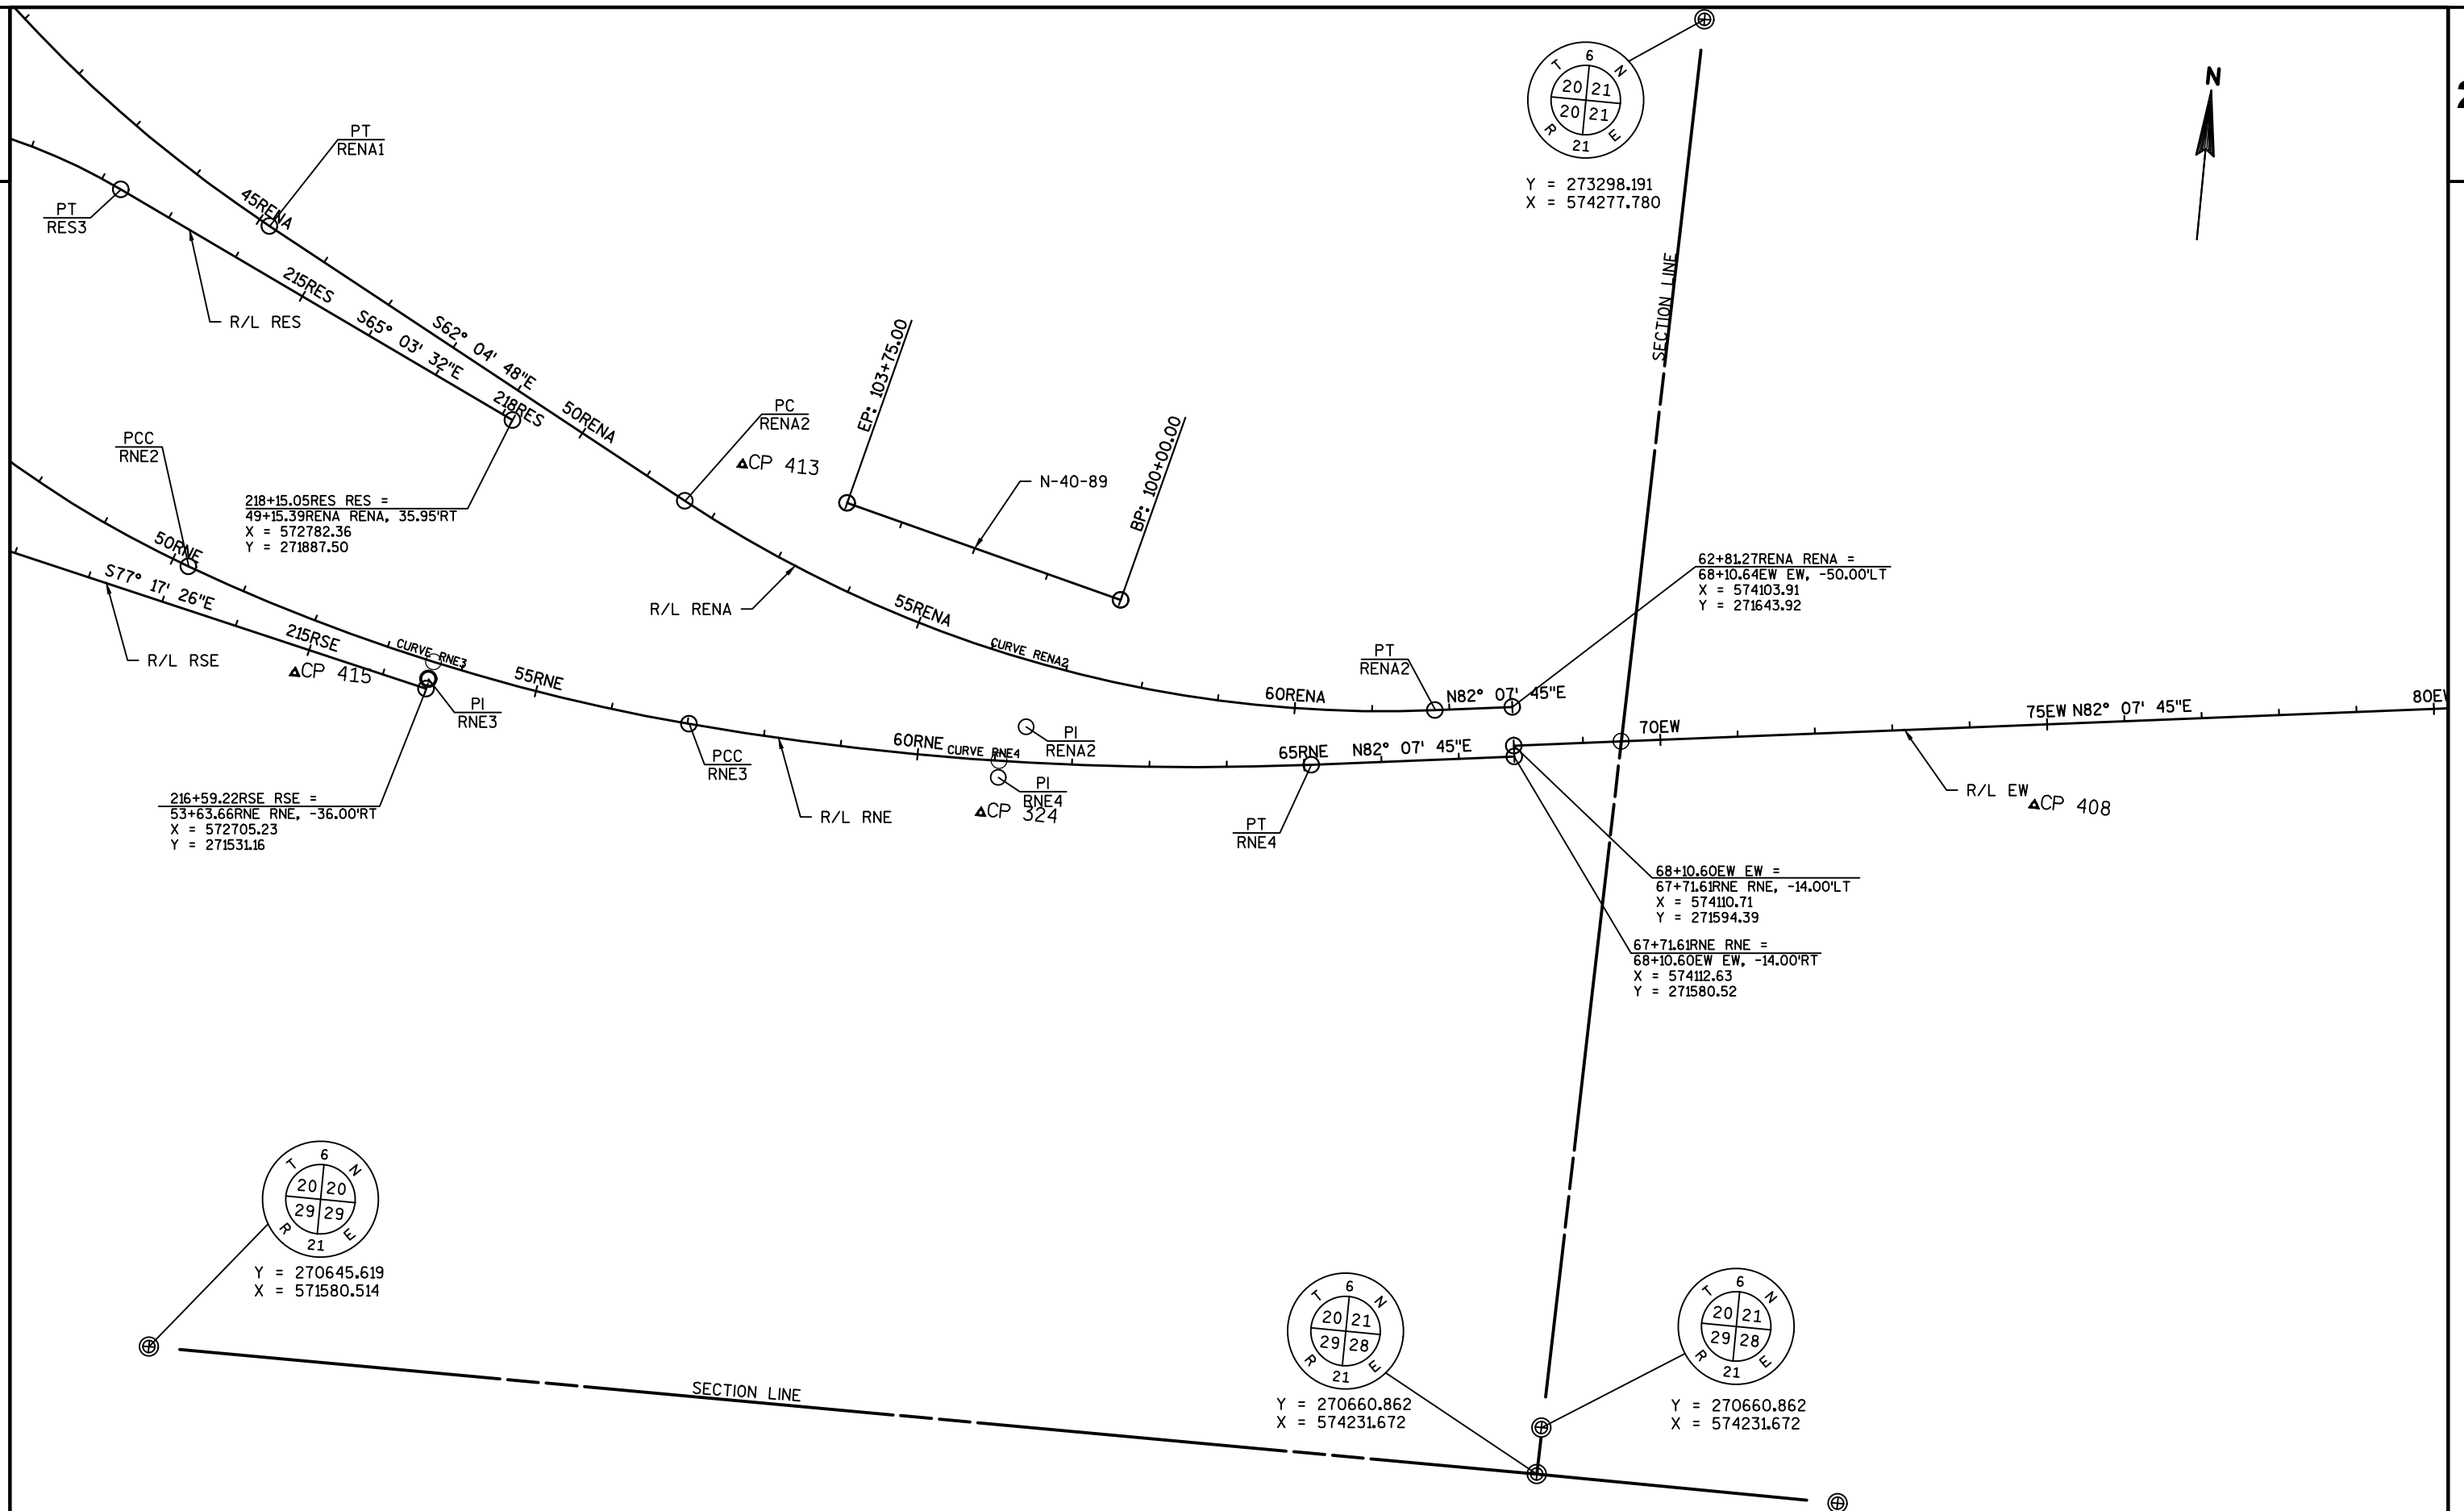 T 6 N
20 21
20 21
R 21 E
Y = 273298.191
X = 574277.780
N
PT
RENA1
PT
RES3
45RENA
215RES
R/L RES
S65° 03' 32"E
S62° 04' 48"E
218RES
50RENA
SECTION LINE
EP: 103+75.00
BP: 100+00.00
N-40-89
PC
RENA2
CP 413
PCC
RNE2
218+15.05RES RES =
49+15.39RENA RENA, 35.95'RT
X = 572782.36
Y = 271887.50
50RNE
S77° 17' 26"E
R/L RSE
215RSE
CP 415
CURVE RNE3
PI
RNE3
55RNE
R/L RENA
55RENA
CURVE RENA2
62+81.27RENA RENA =
68+10.64EW EW, -50.00'LT
X = 574103.91
Y = 271643.92
PT
RENA2
60RENA
N82° 07' 45"E
70EW
75EW N82° 07' 45"E
80EW
PI
RENA2
PCC
RNE3
60RNE
CURVE RNE4
65RNE
N82° 07' 45"E
PI
RNE4
CP 324
R/L RNE
PT
RNE4
R/L EW
CP 408
216+59.22RSE RSE =
53+63.66RNE RNE, -36.00'RT
X = 572705.23
Y = 271531.16
68+10.60EW EW =
67+71.61RNE RNE, -14.00'LT
X = 574110.71
Y = 271594.39
67+71.61RNE RNE =
68+10.60EW EW, -14.00'RT
X = 574112.63
Y = 271580.52
T 6 N
20 20
29 29
R 21 E
Y = 270645.619
X = 571580.514
SECTION LINE
T 6 N
20 21
29 28
R 21 E
Y = 270660.862
X = 574231.672
T 6 N
20 21
29 28
R 21 E
Y = 270660.862
X = 574231.672